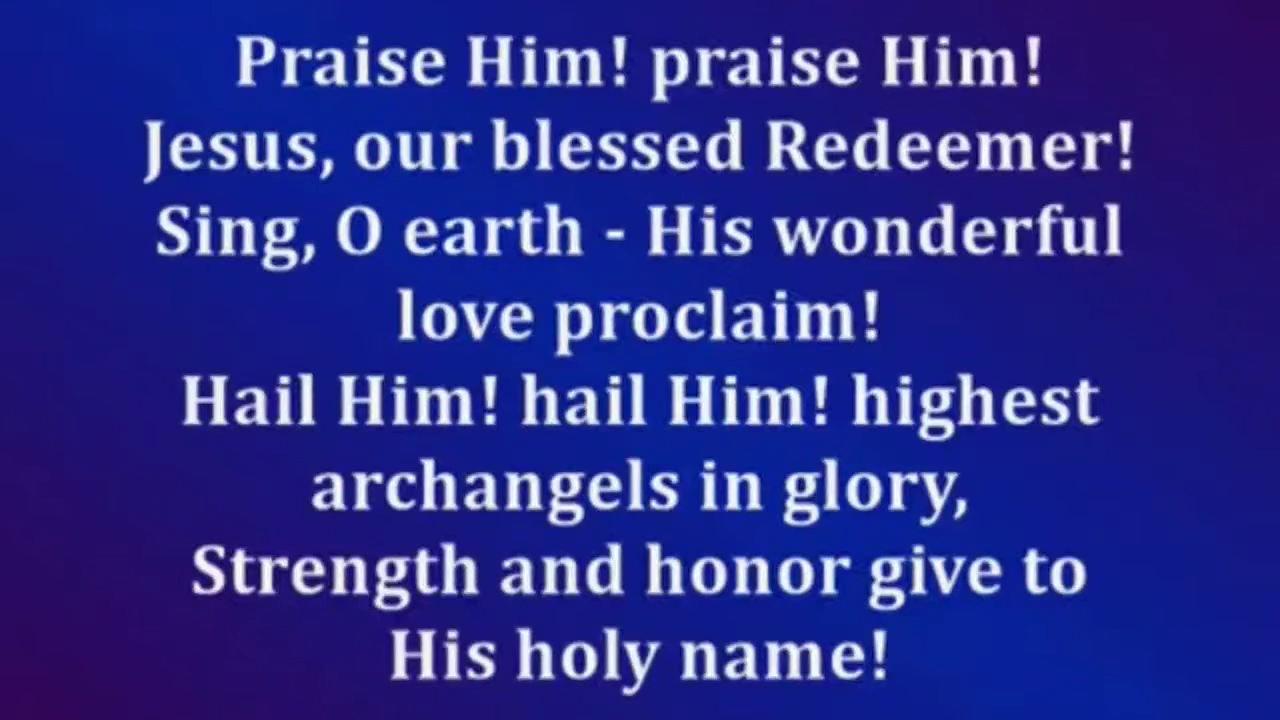 Praise Him! praise Him!
Jesus, our blessed Redeemer!
Sing, O earth - His wonderful
love proclaim!
Hail Him! hail Him! highest
archangels in glory,
Strength and honor give to
His holy name!